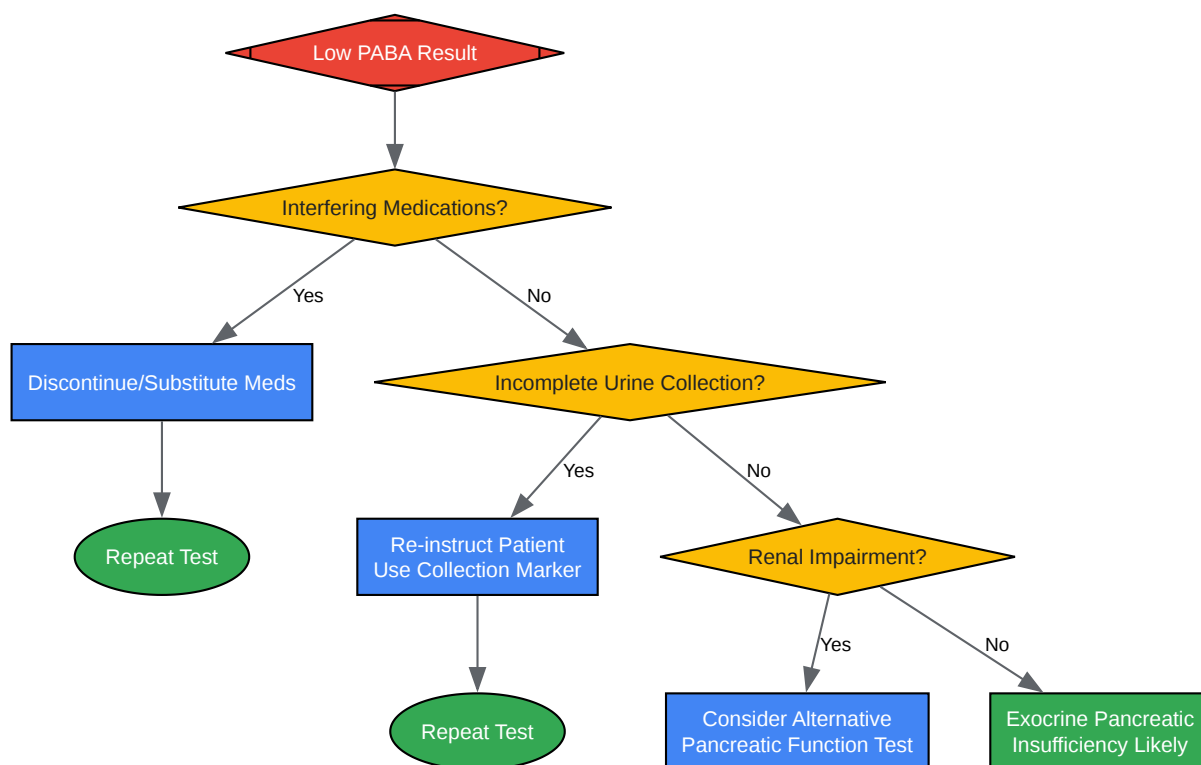 Low PABA Result
Interfering Medications?
Yes
No
Discontinue/Substitute Meds
Incomplete Urine Collection?
Yes
No
Repeat Test
Re-instruct Patient
Use Collection Marker
Renal Impairment?
Yes
No
Repeat Test
Consider Alternative
Pancreatic Function Test
Exocrine Pancreatic
Insufficiency Likely